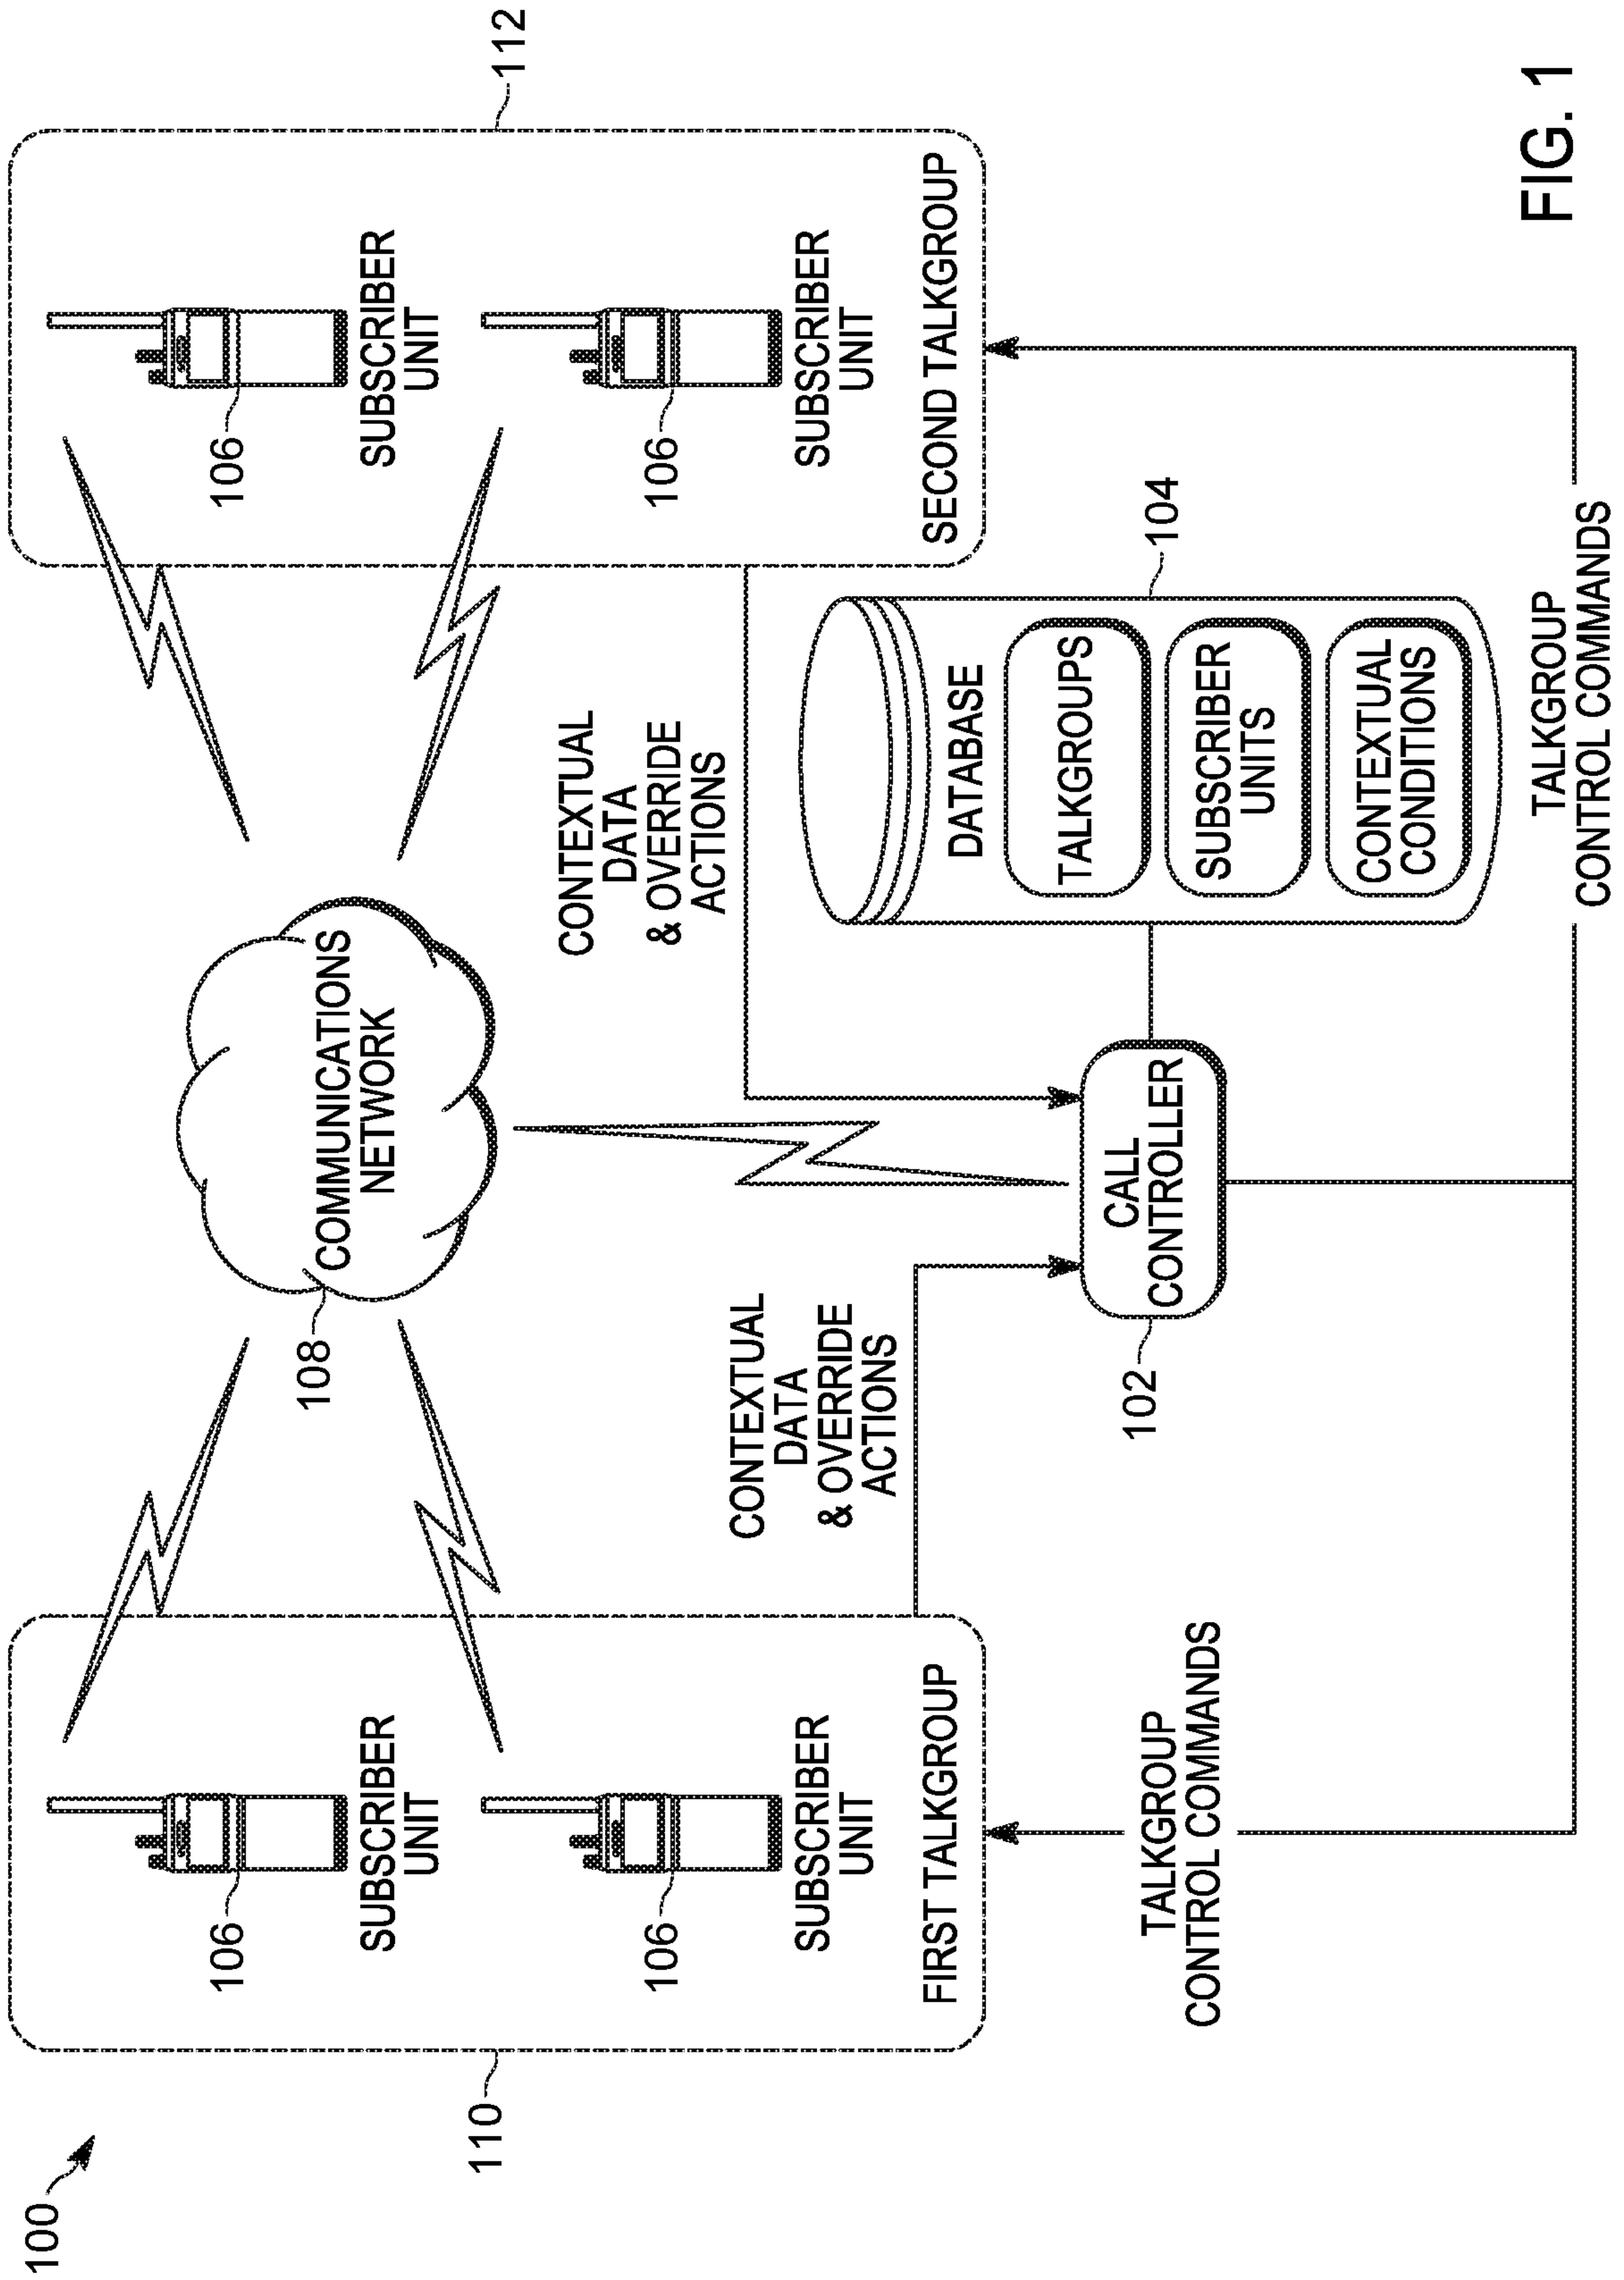 100
110
106
SUBSCRIBER
UNIT
106
SUBSCRIBER
UNIT
FIRST TALKGROUP
108
COMMUNICATIONS
NETWORK
112
106
SUBSCRIBER
UNIT
106
SUBSCRIBER
UNIT
SECOND TALKGROUP
CONTEXTUAL
DATA
& OVERRIDE
ACTIONS
CONTEXTUAL
DATA
& OVERRIDE
ACTIONS
102
CALL
CONTROLLER
104
DATABASE
TALKGROUPS
SUBSCRIBER
UNITS
CONTEXTUAL
CONDITIONS
TALKGROUP
CONTROL COMMANDS
TALKGROUP
CONTROL COMMANDS
FIG. 1